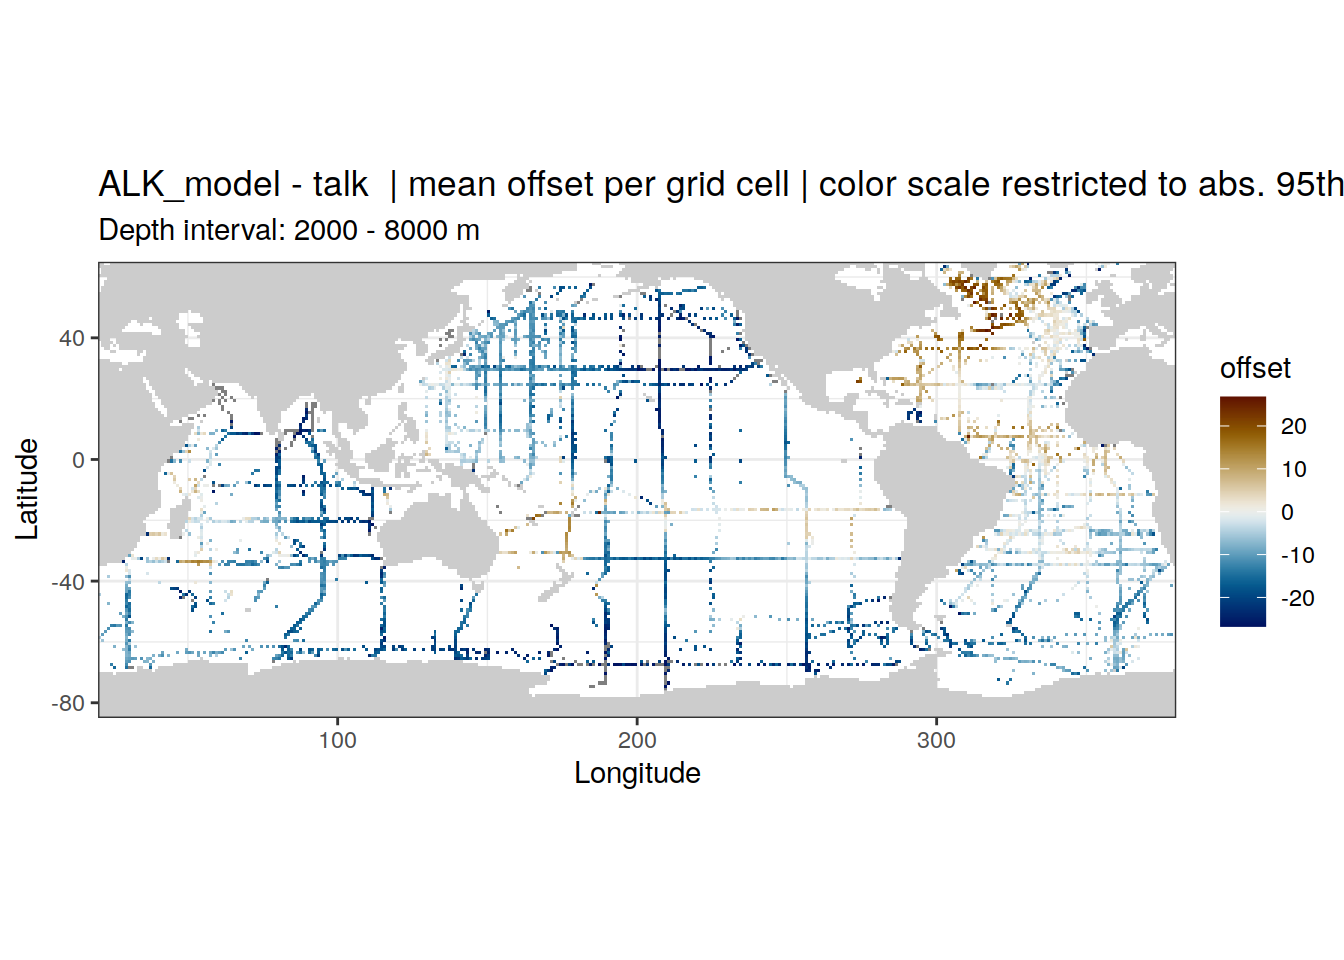 ALK_model - talk  | mean offset per grid cell | color scale restricted to abs. 95th
Depth interval: 2000 - 8000 m
offset
20
10
0
-10
-20
40
0
-40
-80
100
200
300
Latitude
Longitude